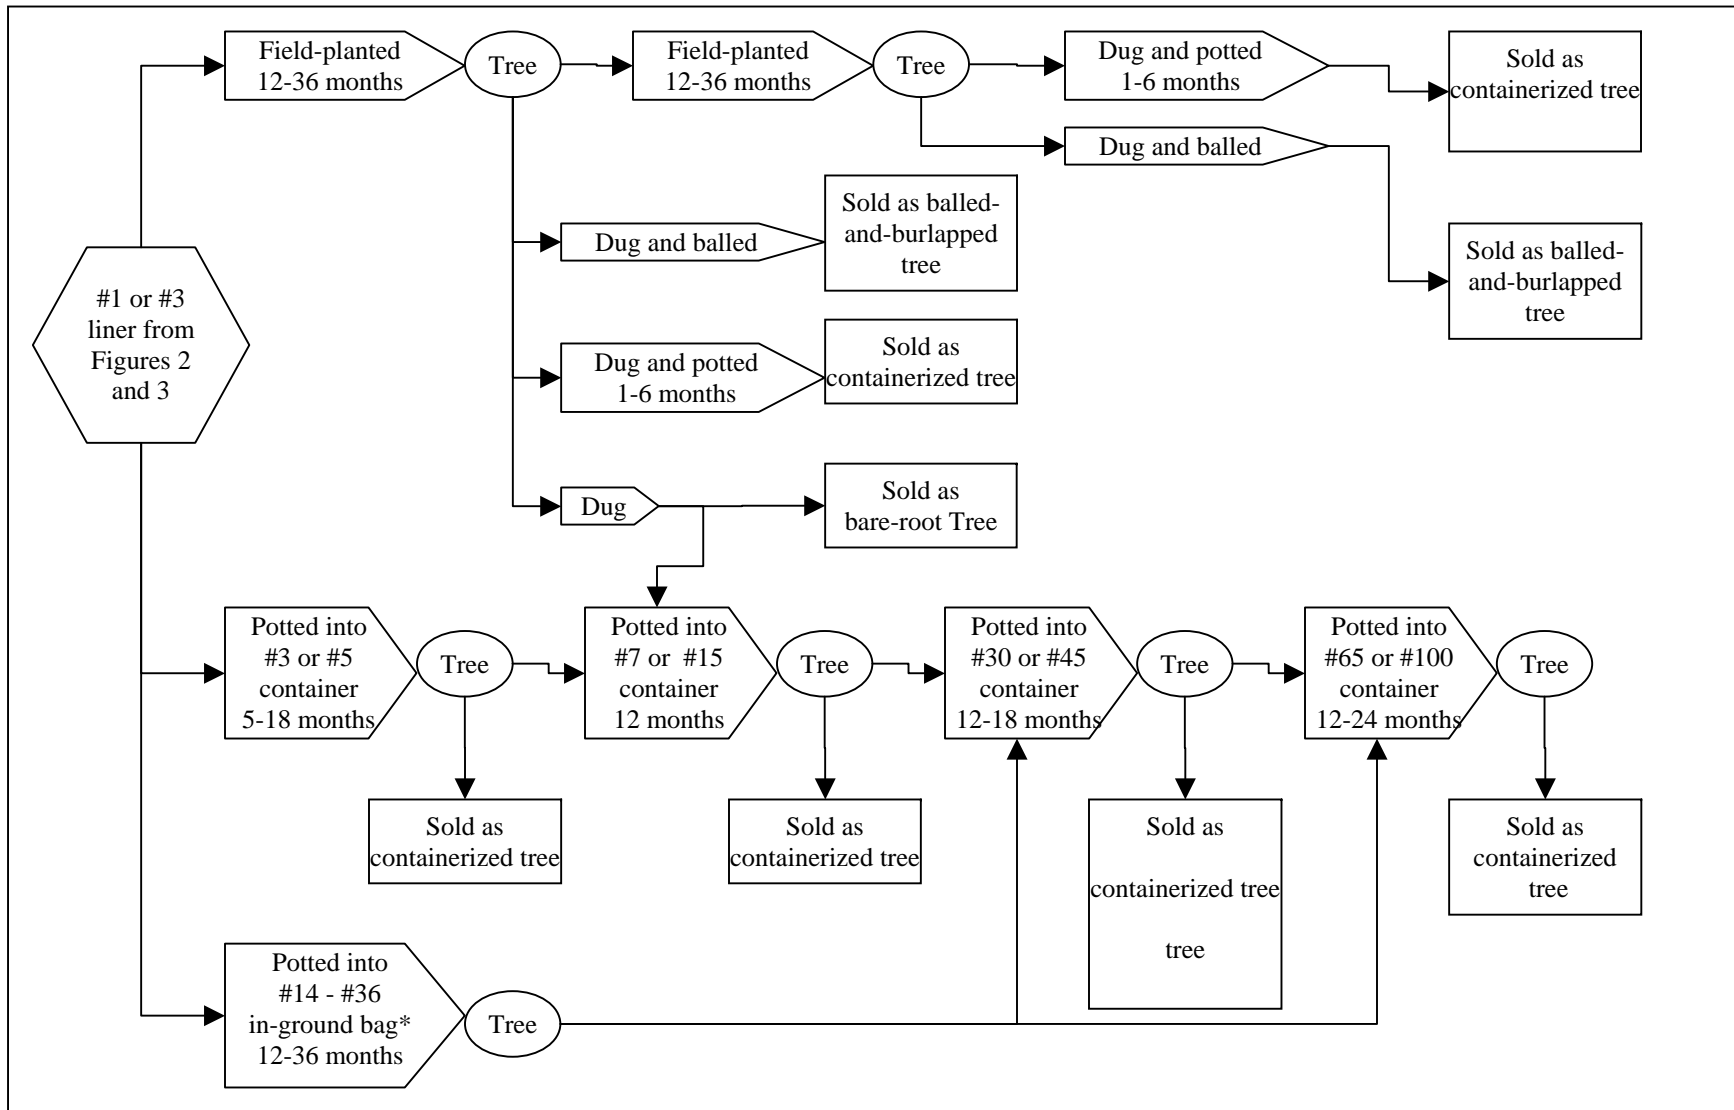 Field-planted
12-36 months
Tree
Field-planted
12-36 months
Tree
Dug and potted
1-6 months
Sold as
containerized tree
Dug and balled
Sold as balled-
and-burlapped
tree
Dug and balled
Sold as balled-
and-burlapped
tree
#1 or #3
liner from
Figures 2
and 3
Dug and potted
1-6 months
Sold as
containerized tree
Dug
Sold as
bare-root Tree
Potted into
#3 or #5
container
5-18 months
Tree
Potted into
#7 or  #15
container
12 months
Tree
Potted into
#30 or #45
container
12-18 months
Tree
Potted into
#65 or #100
container
12-24 months
Tree
Sold as
containerized tree
Sold as
containerized tree
Sold as
containerized tree
tree
Sold as
containerized
tree
Potted into
#14 - #36
in-ground bag*
12-36 months
Tree